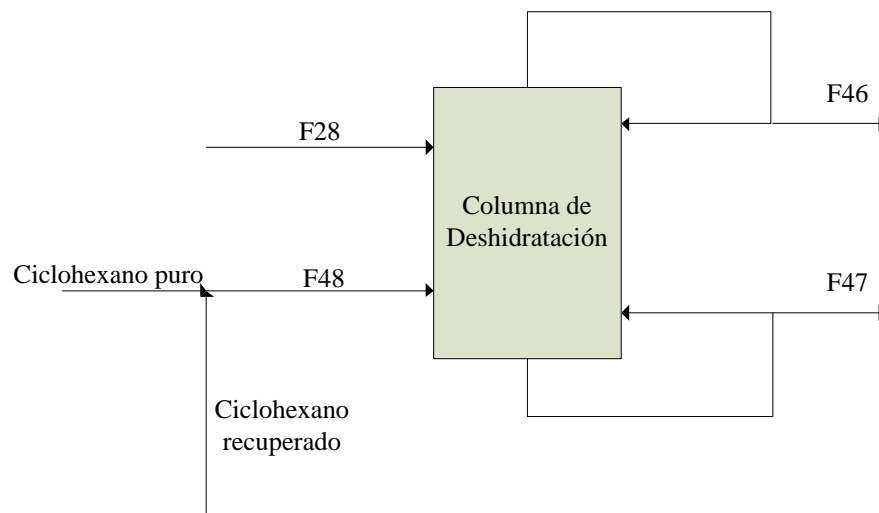 F46
F28
Columna de
Deshidratación
Ciclohexano puro
F48
F47
Ciclohexano
recuperado